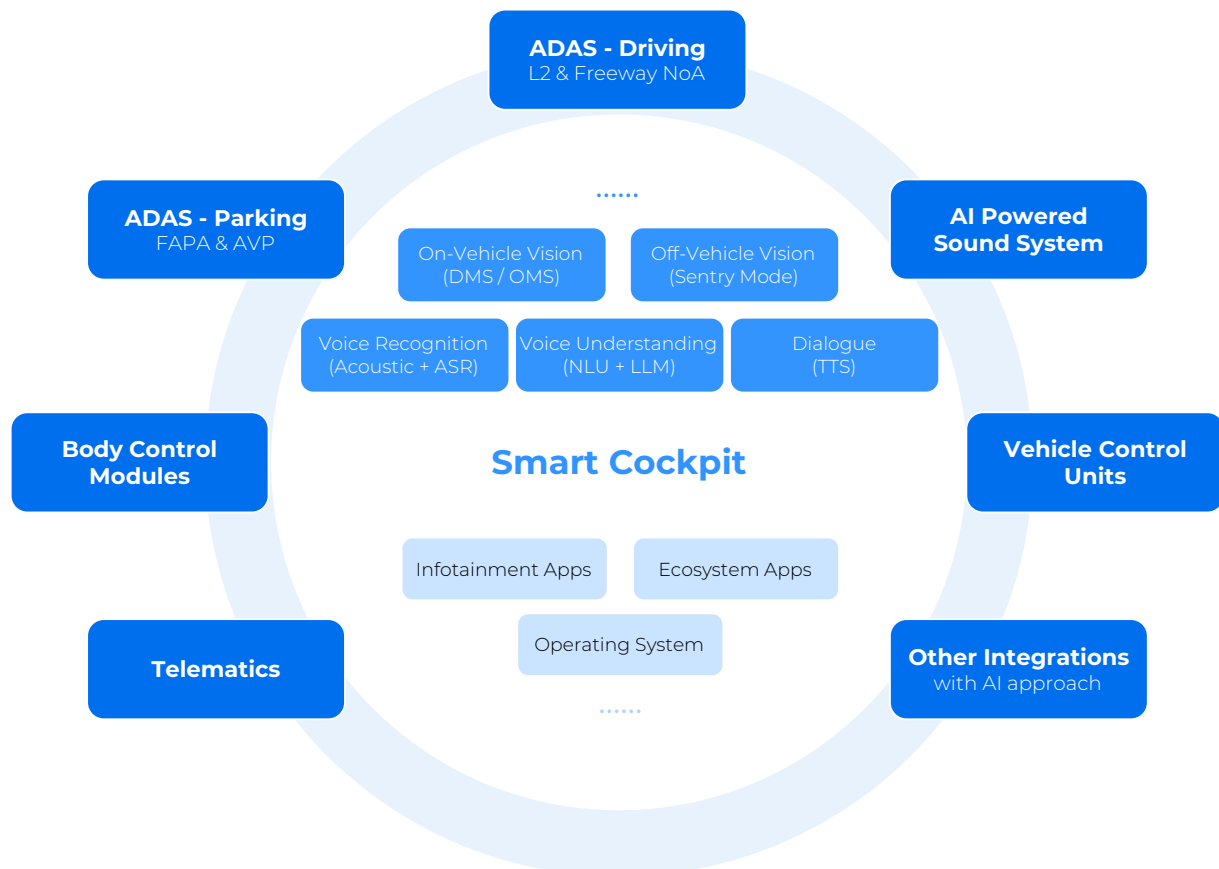 ADAS - Driving
L2 & Freeway NoA
ADAS - Parking
FAPA & AVP
AI Powered
Sound System
......
On-Vehicle Vision
(DMS / OMS)
Off-Vehicle Vision
(Sentry Mode)
Voice Recognition
(Acoustic + ASR)
Voice Understanding
(NLU + LLM)
Dialogue
(TTS)
Body Control
Modules
Smart Cockpit
Vehicle Control
Units
Infotainment Apps
Ecosystem Apps
Operating System
Telematics
Other Integrations
with AI approach
......